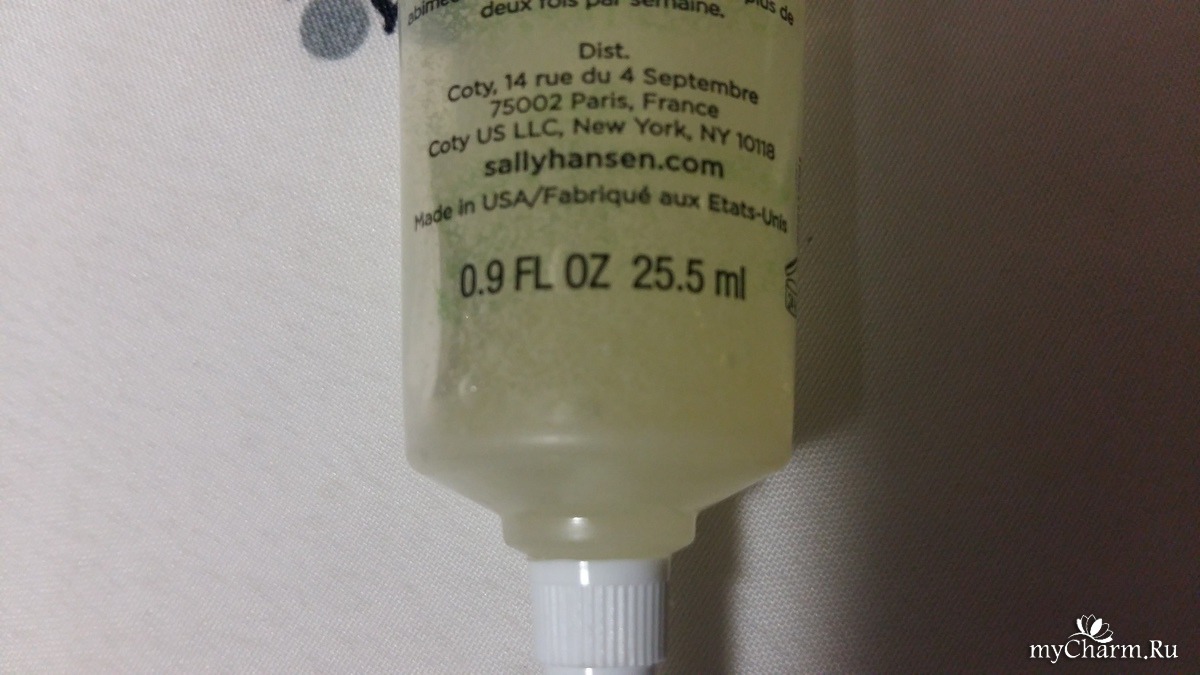 plus de
deux fois par semaine.
Dist.
Coty, 14 rue du 4 Septembre
75002 Paris, France
Coty US LLC, New York, NY 10118
sallyhansen.com
Made in USA/Fabriqué aux Etats-Unis
0.9 FL OZ 25.5 ml
myCharm.Ru